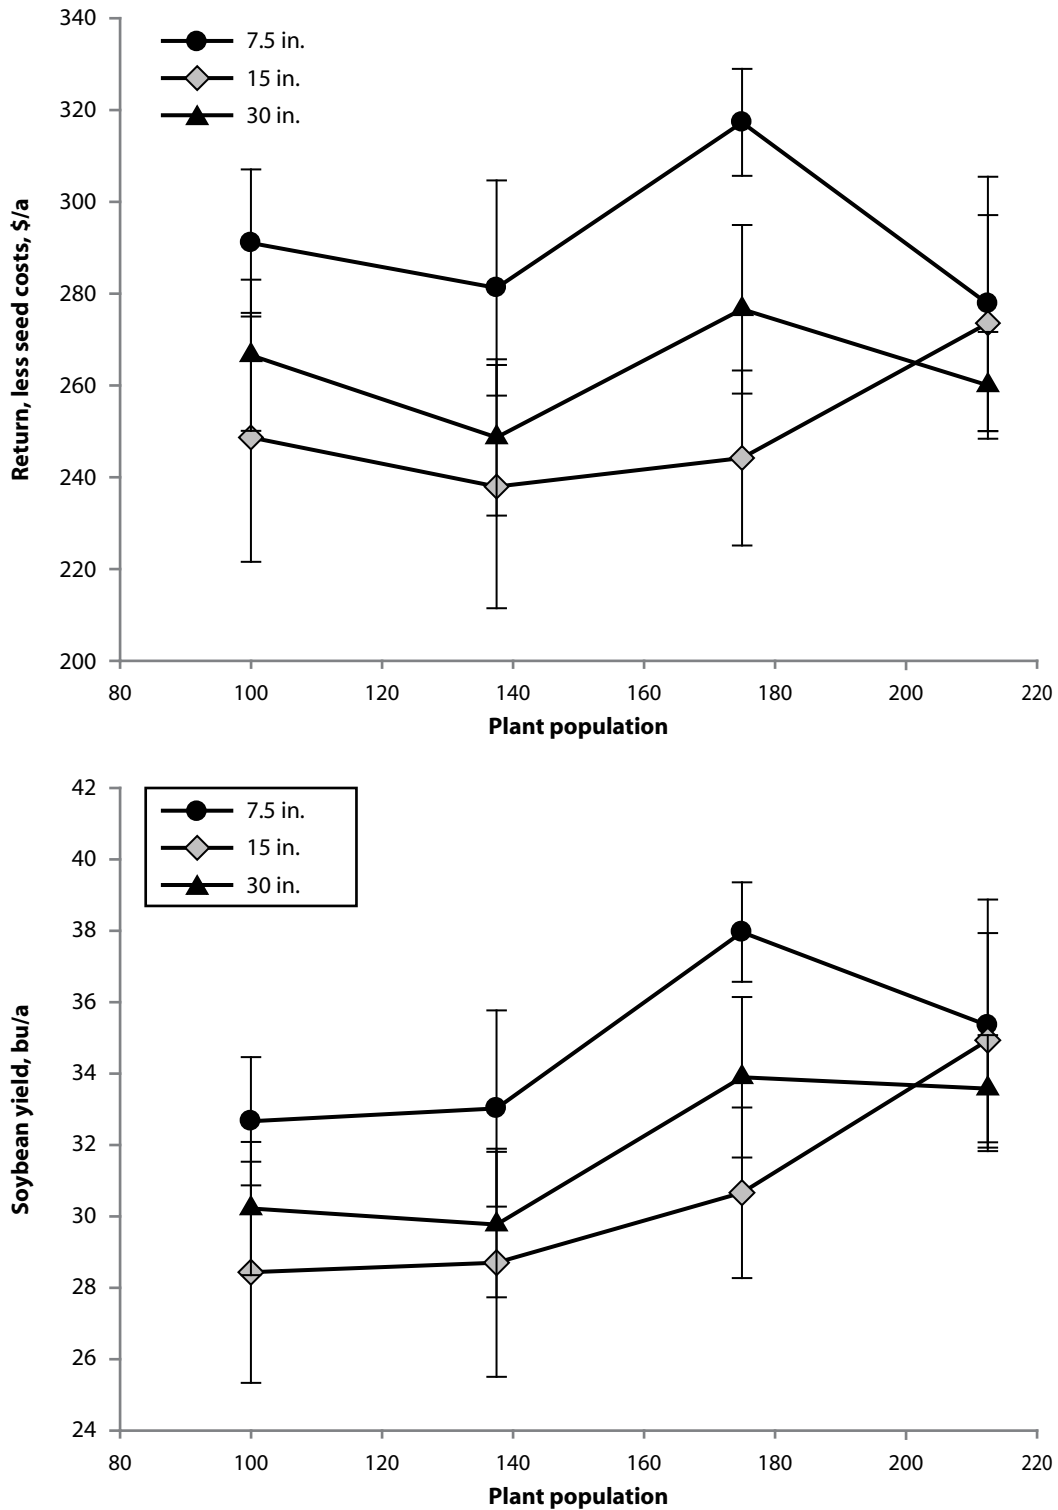 340
320
300
280
260
240
220
200
Return, less seed costs, $/a
7.5 in.
15 in.
30 in.
80 100 120 140 160 180 200 220
Plant population
42
40
38
36
34
32
30
28
26
24
Soybean yield, bu/a
7.5 in.
15 in.
30 in.
80 100 120 140 160 180 200 220
Plant population